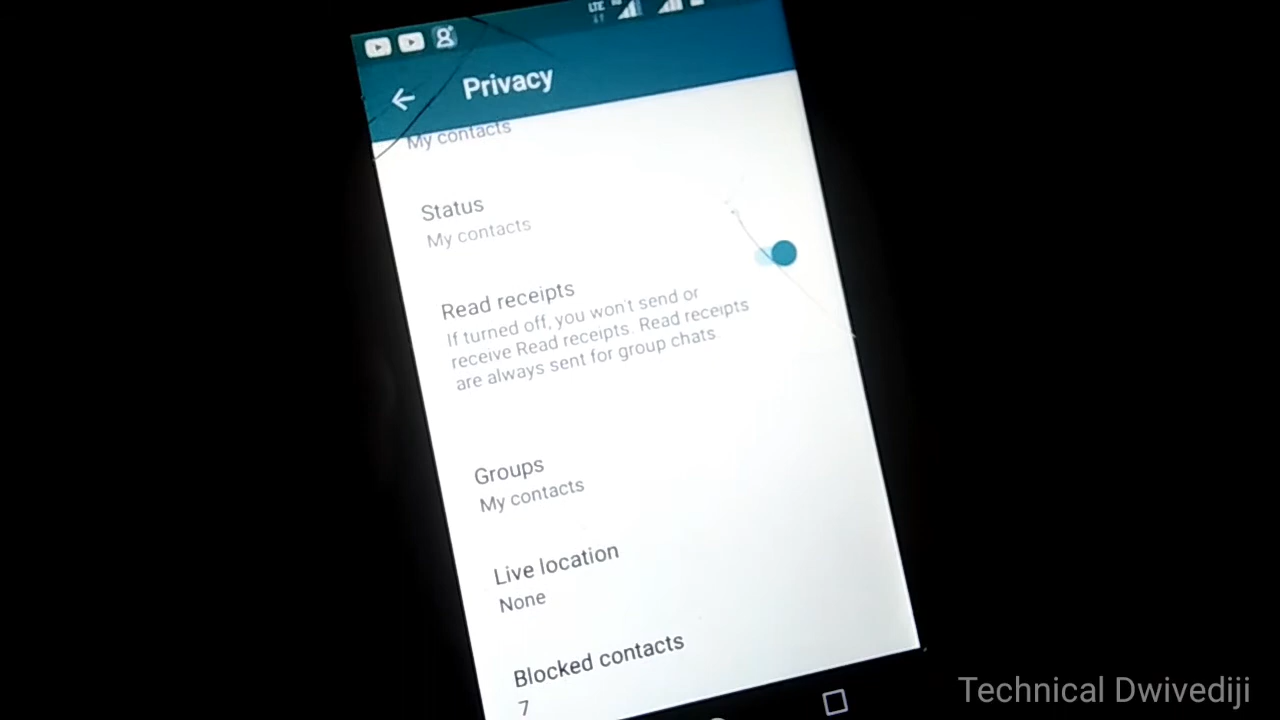 LTE
Privacy
My contacts
Status
My contacts
Read receipts
If turned off, you won't send or
receive Read receipts. Read receipts
are always sent for group chats
Groups
My contacts
Live location
None
Blocked contacts
7
Technical Dwivediji